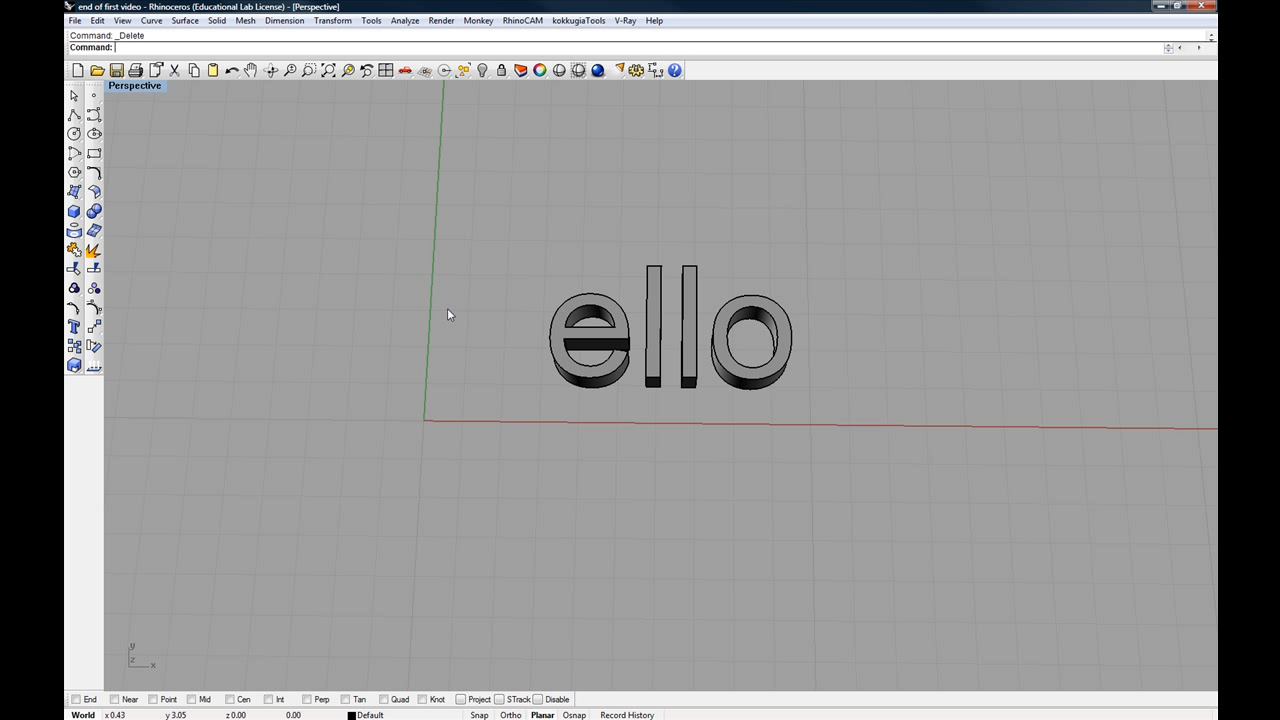 end of first video - Rhinoceros (Educational Lab License) - [Perspective]
File Edit View Curve Surface Solid Mesh Dimension Transform Tools Analyze Render Monkey RhinoCAM kokkugiaTools V-Ray Help
Command: _Delete
Command:
Perspective
ello
y
z x
End Near Point Mid Cen Int Perp Tan Quad Knot Project STrack Disable
World x 0.43 y 3.05 z 0.00 0.00 Default Snap Ortho Planar Osnap Record History